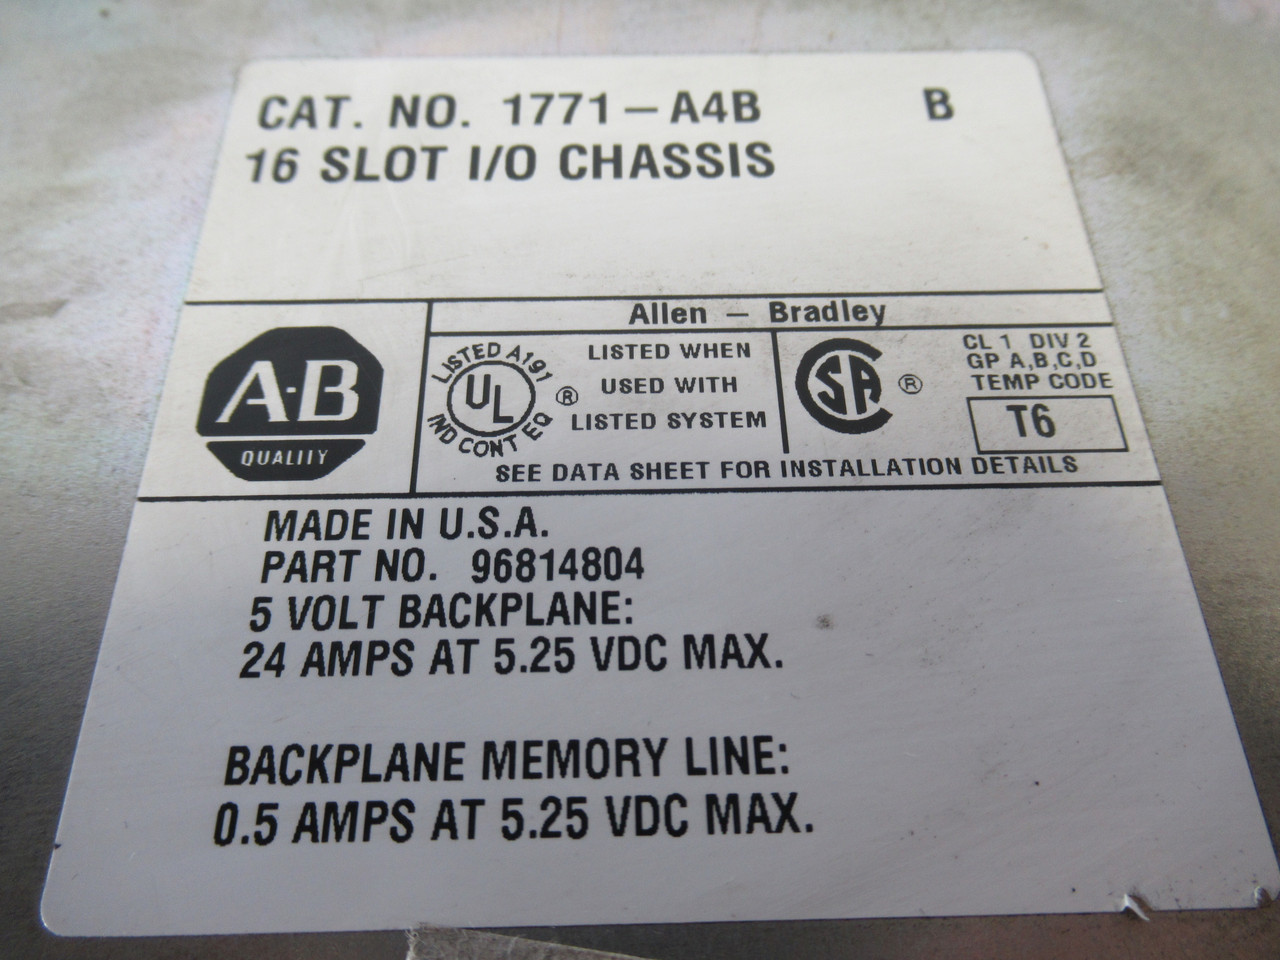 CAT. NO. 1771-A4B B
16 SLOT I/O CHASSIS
Allen - Bradley
A-B
QUALITY
LISTED A191
UL
IND CONT EQ
®
LISTED WHEN
USED WITH
LISTED SYSTEM
SA ®
CL 1 DIV 2
GP A,B,C,D
TEMP CODE
T6
SEE DATA SHEET FOR INSTALLATION DETAILS
MADE IN U.S.A.
PART NO. 96814804
5 VOLT BACKPLANE:
24 AMPS AT 5.25 VDC MAX.
BACKPLANE MEMORY LINE:
0.5 AMPS AT 5.25 VDC MAX.